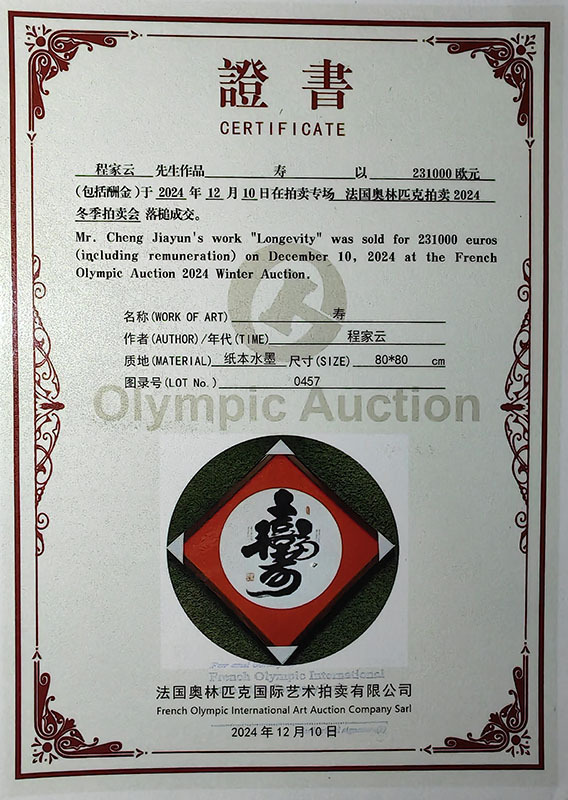 證書
CERTIFICATE
程家云 先生作品 寿 以 231000 欧元
(包括酬金)于 2024 年 12 月 10 日在拍卖专场 法国奥林匹克拍卖 2024
冬季拍卖会 落槌成交。
Mr. Cheng Jiayun's work "Longevity" was sold for 231000 euros
(including remuneration) on December 10, 2024 at the French
Olympic Auction 2024 Winter Auction.
名称(WORK OF ART) 寿
作者(AUTHOR)/年代(TIME) 程家云
质地(MATERIAL) 纸本水墨 尺寸(SIZE) 80*80 cm
图录号(LOT No.) 0457
Olympic Auction
For and
French Olympic International
法国奥林匹克国际艺术拍卖有限公司
French Olympic International Art Auction Company Sarl
2024 年 12 月 10 日